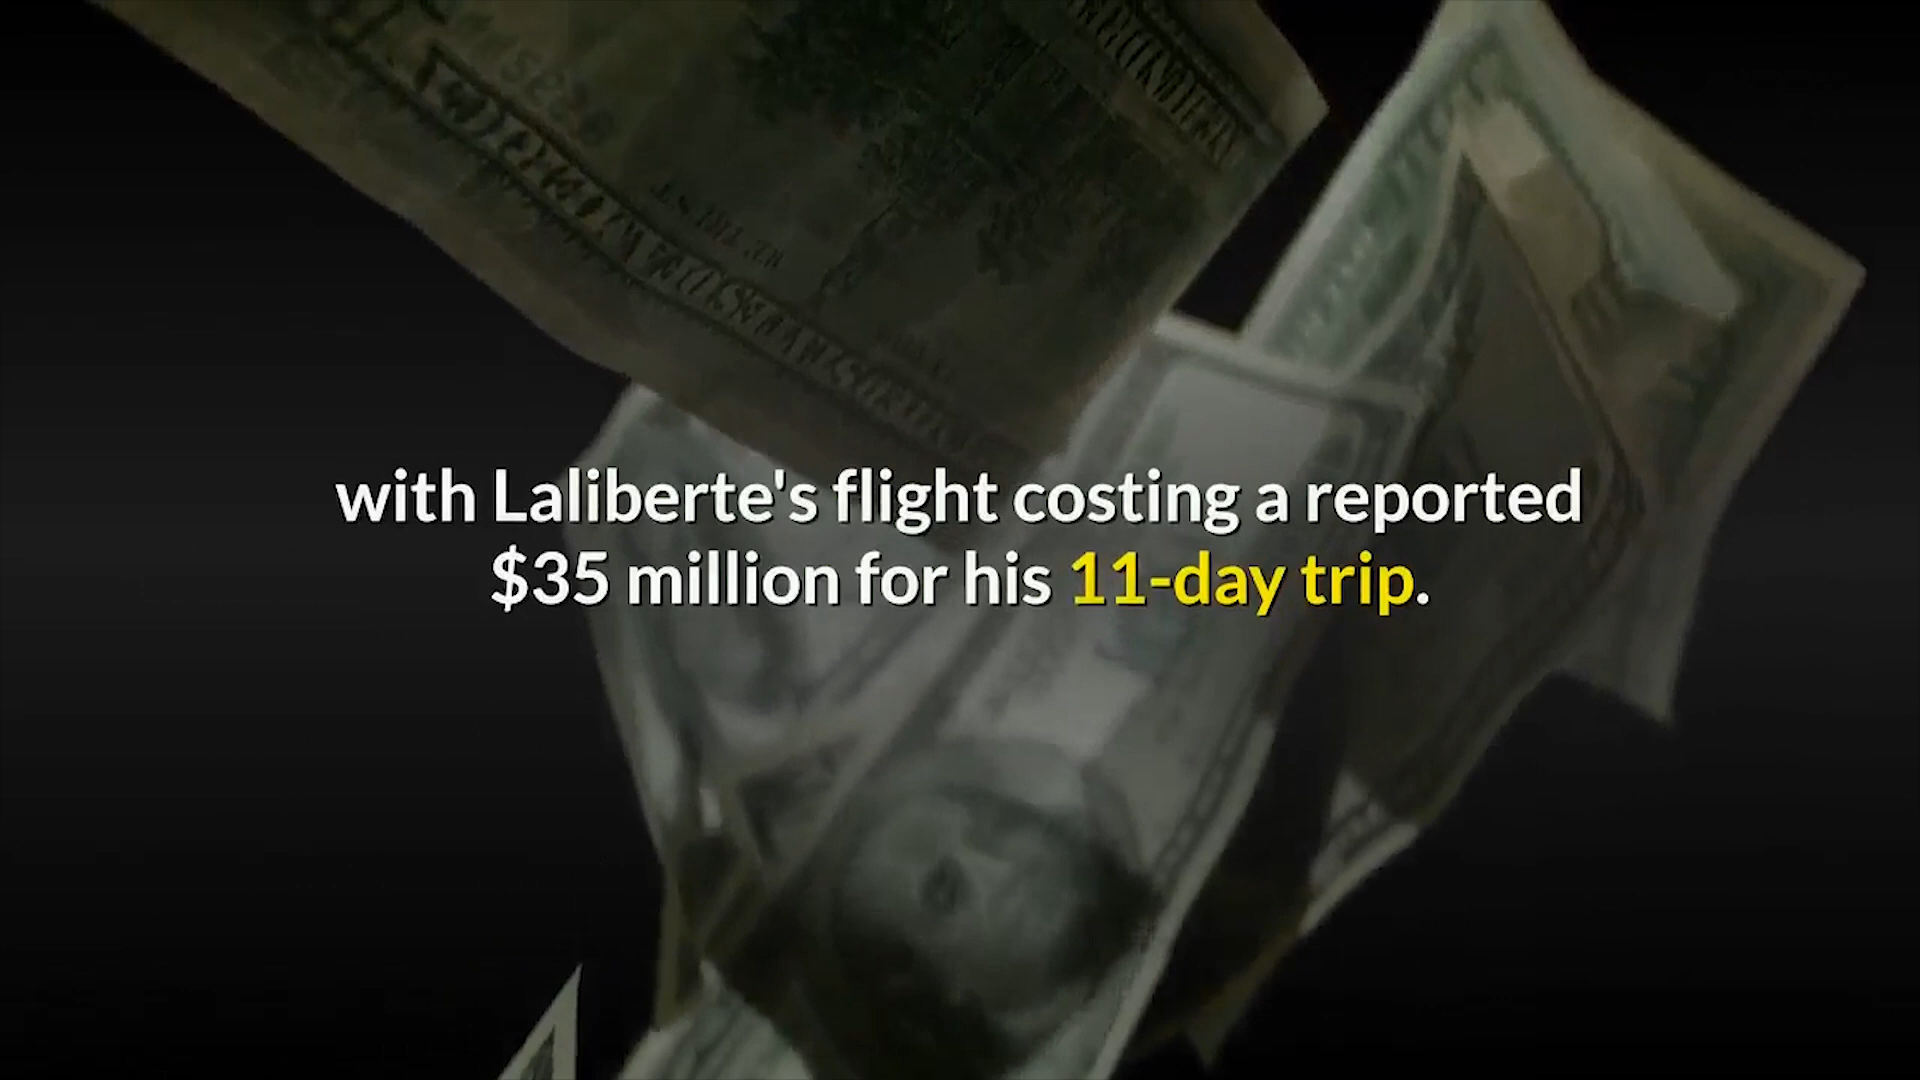 with Laliberte's flight costing a reported
$35 million for his 11-day trip.